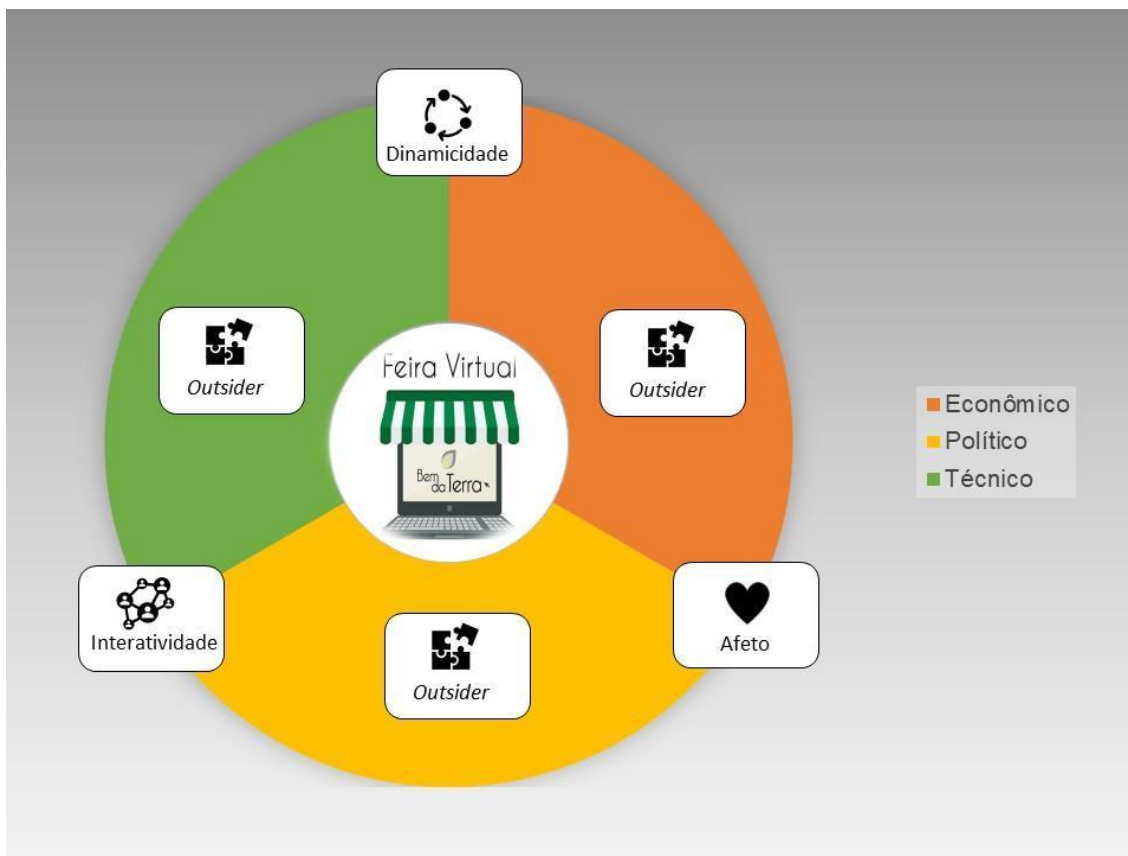 Dinamicidade
Outsider
Outsider
Feira Virtual
Bem
da Terra
Econômico
Político
Técnico
Interatividade
Afeto
Outsider